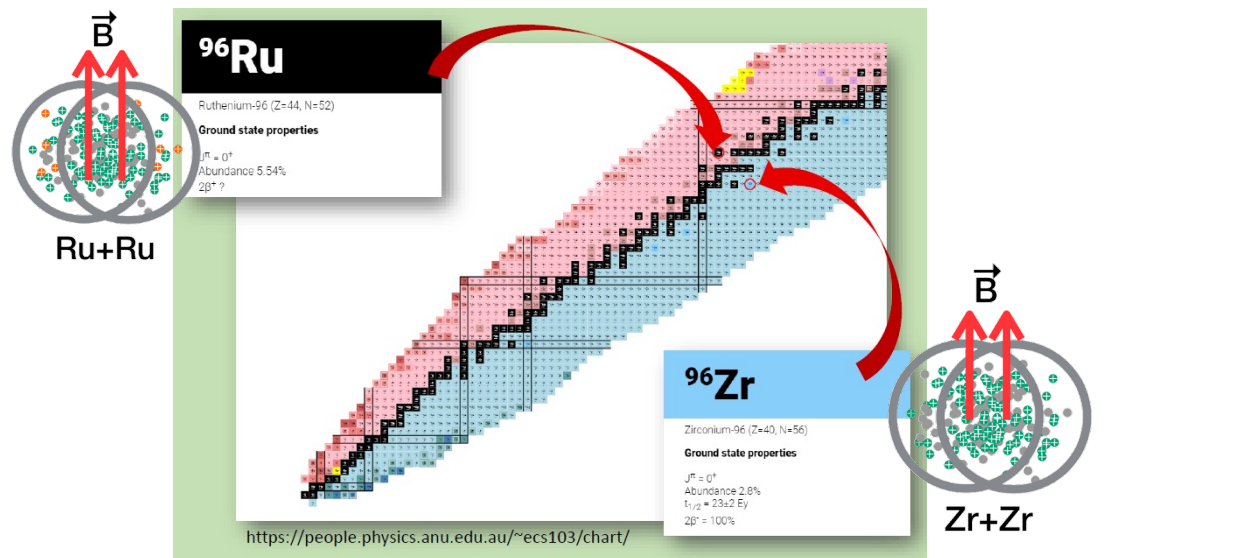 B
⁹⁶Ru
Ruthenium-96 (Z=44, N=52)
Ground state properties
Jπ = 0⁺
Abundance 5.54%
2β⁺ ?
Ru+Ru
B
⁹⁶Zr
Zirconium-96 (Z=40, N=56)
Ground state properties
Jπ = 0⁺
Abundance 2.8%
t₁/₂ = 23±2 Ey
2β⁻ = 100%
Zr+Zr
https://people.physics.anu.edu.au/~ecs103/chart/